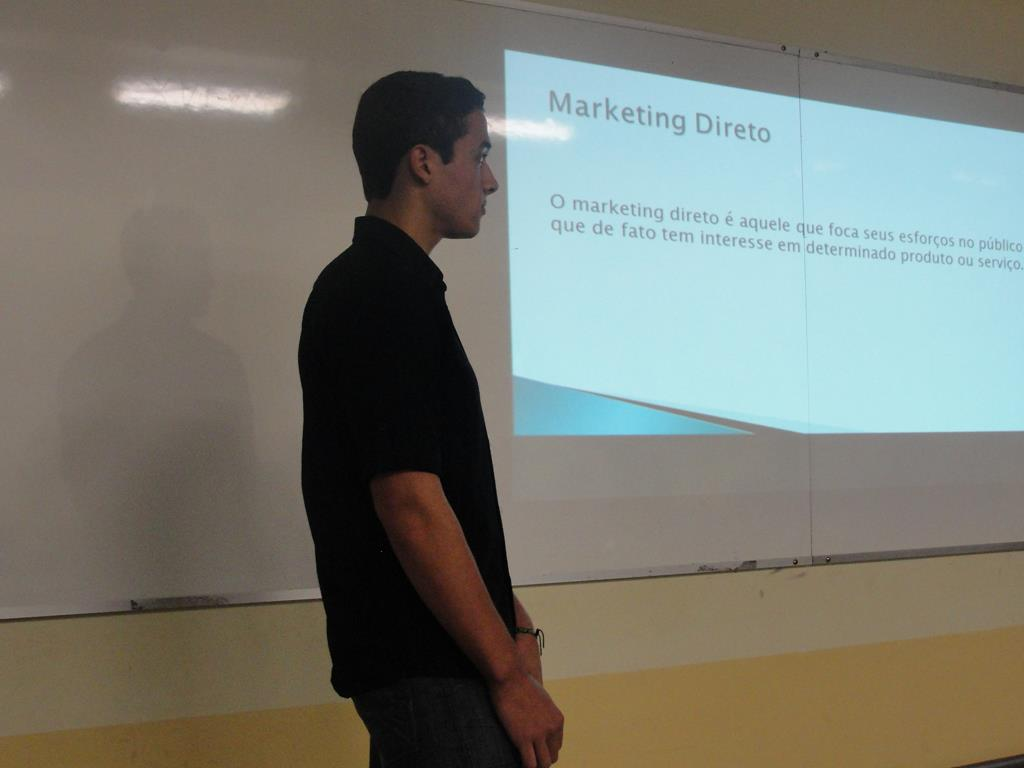 Marketing Direto
O marketing direto é aquele que foca seus esforços no público
que de fato tem interesse em determinado produto ou serviço.